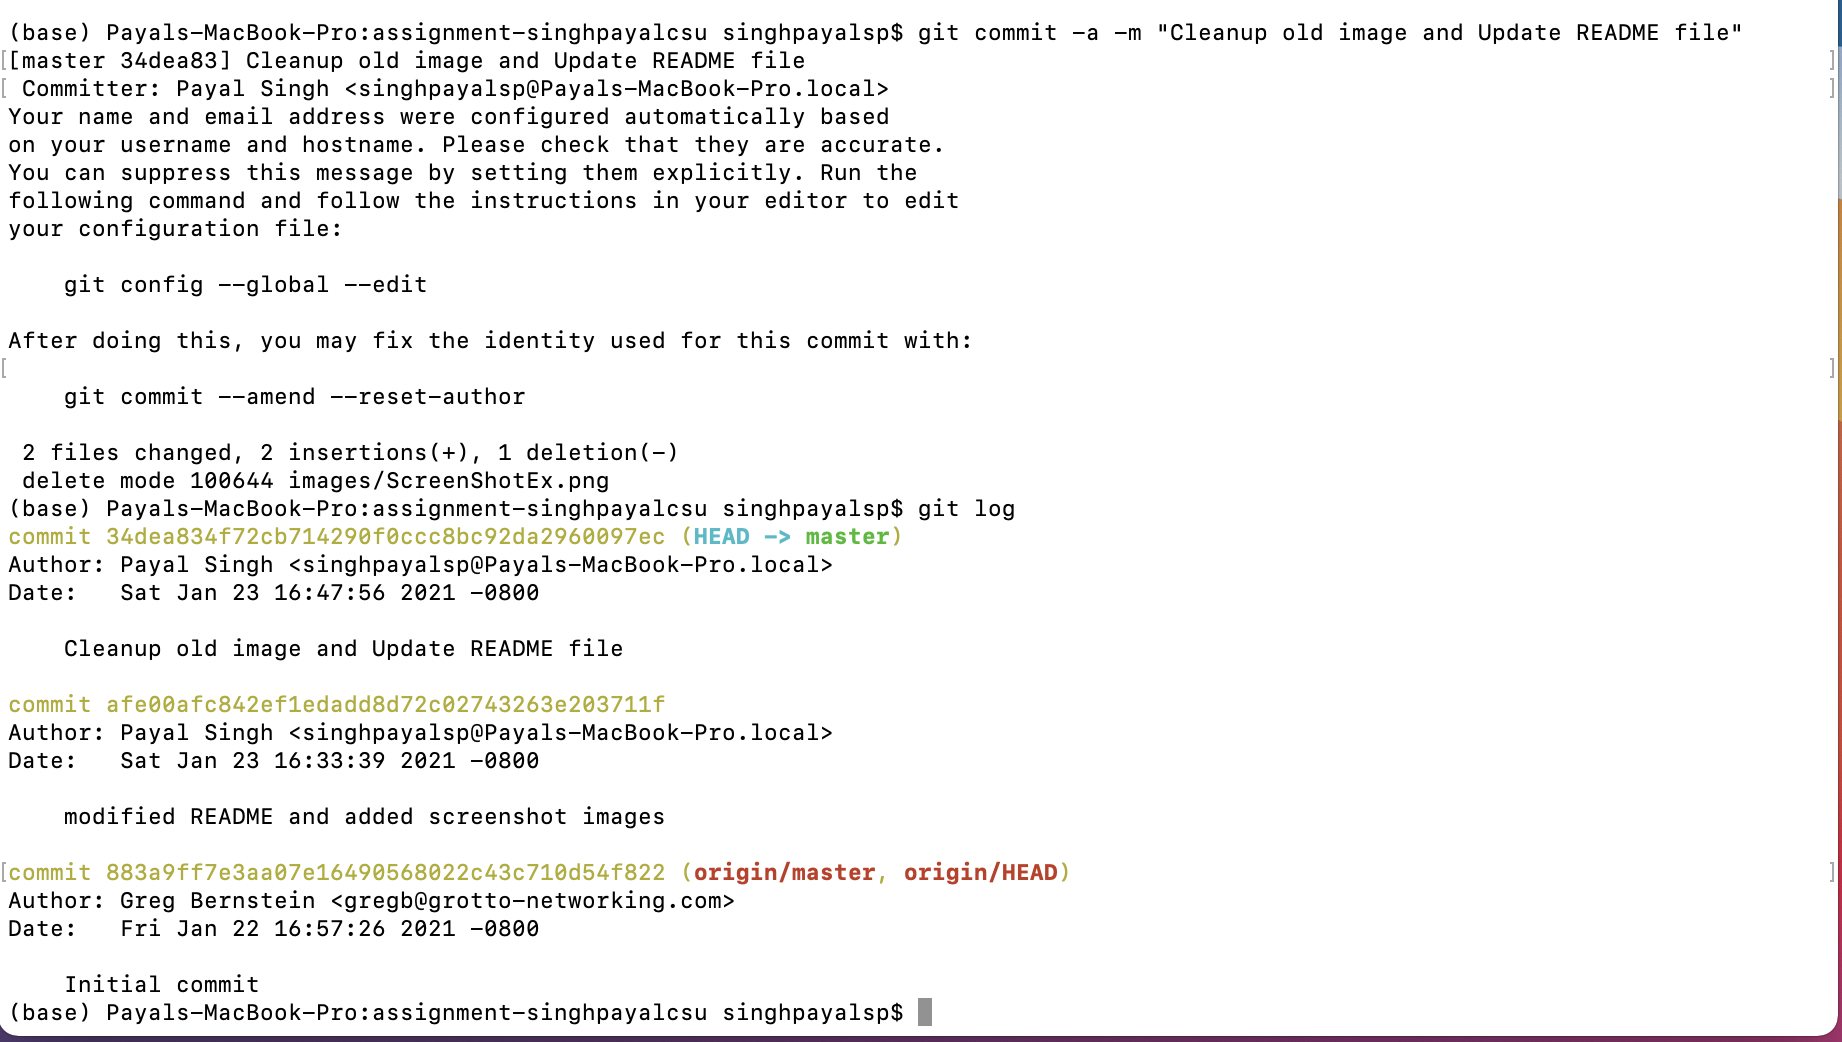 (base) Payals-MacBook-Pro:assignment-singhpayalcsu singhpayalsp$ git commit -a -m "Cleanup old image and Update README file"
[[master 34dea83] Cleanup old image and Update README file ]
[ Committer: Payal Singh <singhpayalsp@Payals-MacBook-Pro.local> ]
Your name and email address were configured automatically based
on your username and hostname. Please check that they are accurate.
You can suppress this message by setting them explicitly. Run the
following command and follow the instructions in your editor to edit
your configuration file:
git config --global --edit
After doing this, you may fix the identity used for this commit with:
[ ]
git commit --amend --reset-author
2 files changed, 2 insertions(+), 1 deletion(-)
delete mode 100644 images/ScreenShotEx.png
(base) Payals-MacBook-Pro:assignment-singhpayalcsu singhpayalsp$ git log
commit 34dea834f72cb714290f0ccc8bc92da2960097ec (HEAD -> master)
Author: Payal Singh <singhpayalsp@Payals-MacBook-Pro.local>
Date:   Sat Jan 23 16:47:56 2021 -0800
Cleanup old image and Update README file
commit afe00afc842ef1edadd8d72c02743263e203711f
Author: Payal Singh <singhpayalsp@Payals-MacBook-Pro.local>
Date:   Sat Jan 23 16:33:39 2021 -0800
modified README and added screenshot images
[commit 883a9ff7e3aa07e16490568022c43c710d54f822 (origin/master, origin/HEAD) ]
Author: Greg Bernstein <gregb@grotto-networking.com>
Date:   Fri Jan 22 16:57:26 2021 -0800
Initial commit
(base) Payals-MacBook-Pro:assignment-singhpayalcsu singhpayalsp$